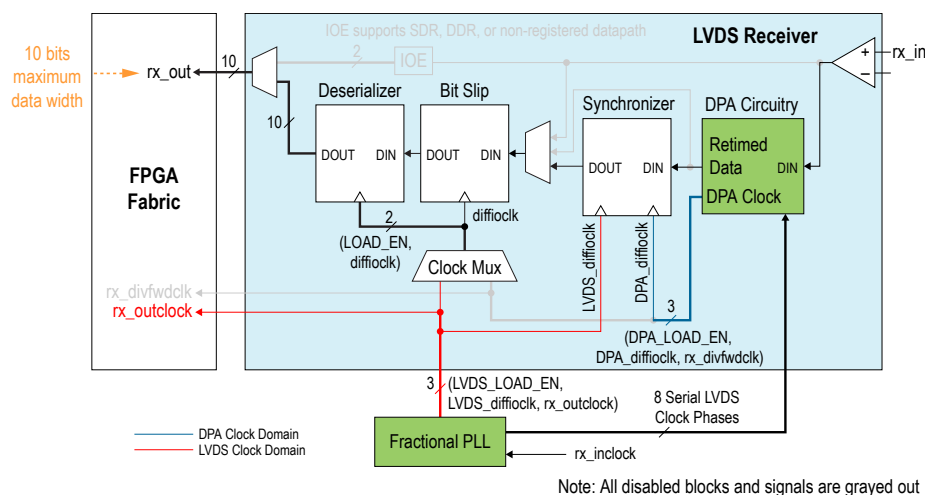 IOE supports SDR, DDR, or non-registered datapath
LVDS Receiver
10 bits
maximum
data width
rx_out
10
2
IOE
rx_in
+
–
Deserializer
Bit Slip
Synchronizer
DPA Circuitry
10
DOUT
DIN
DOUT
DIN
DOUT
DIN
Retimed
Data
DIN
DPA Clock
FPGA
Fabric
2
(LOAD_EN,
diffioclk)
diffioclk
Clock Mux
LVDS_diffioclk
DPA_diffioclk
rx_divfwdclk
rx_outclock
3
(DPA_LOAD_EN,
DPA_diffioclk, rx_divfwdclk)
3
(LVDS_LOAD_EN,
LVDS_diffioclk, rx_outclock)
8 Serial LVDS
Clock Phases
DPA Clock Domain
LVDS Clock Domain
Fractional PLL
rx_inclock
Note: All disabled blocks and signals are grayed out